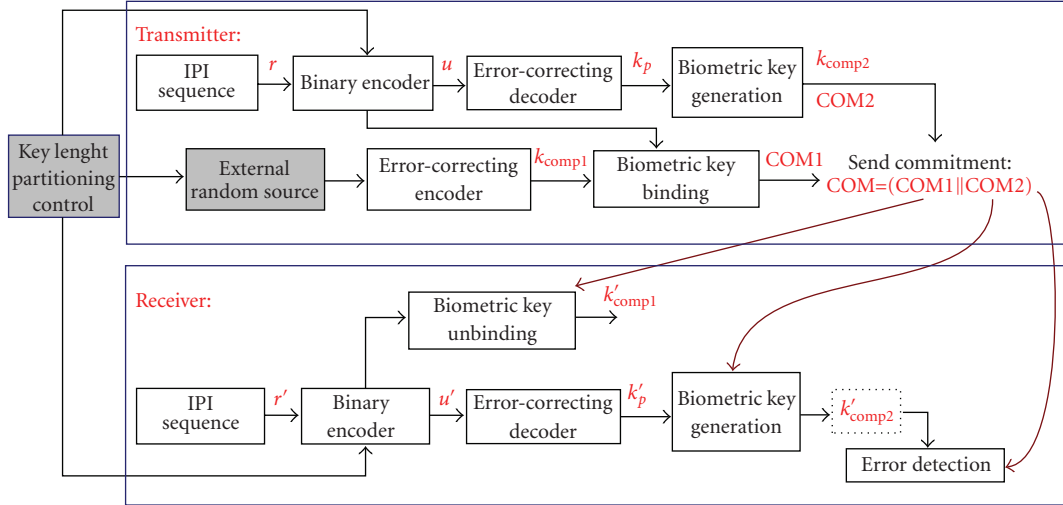 Transmitter:
IPI
sequence
r
Binary encoder
u
Error-correcting
decoder
k_p
Biometric key
generation
k_comp2
COM2
Key lenght
partitioning
control
External
random source
Error-correcting
encoder
k_comp1
Biometric key
binding
COM1
Send commitment:
COM=(COM1||COM2)
Receiver:
Biometric key
unbinding
k′_comp1
IPI
sequence
r′
Binary
encoder
u′
Error-correcting
decoder
k′_p
Biometric key
generation
k′_comp2
Error detection